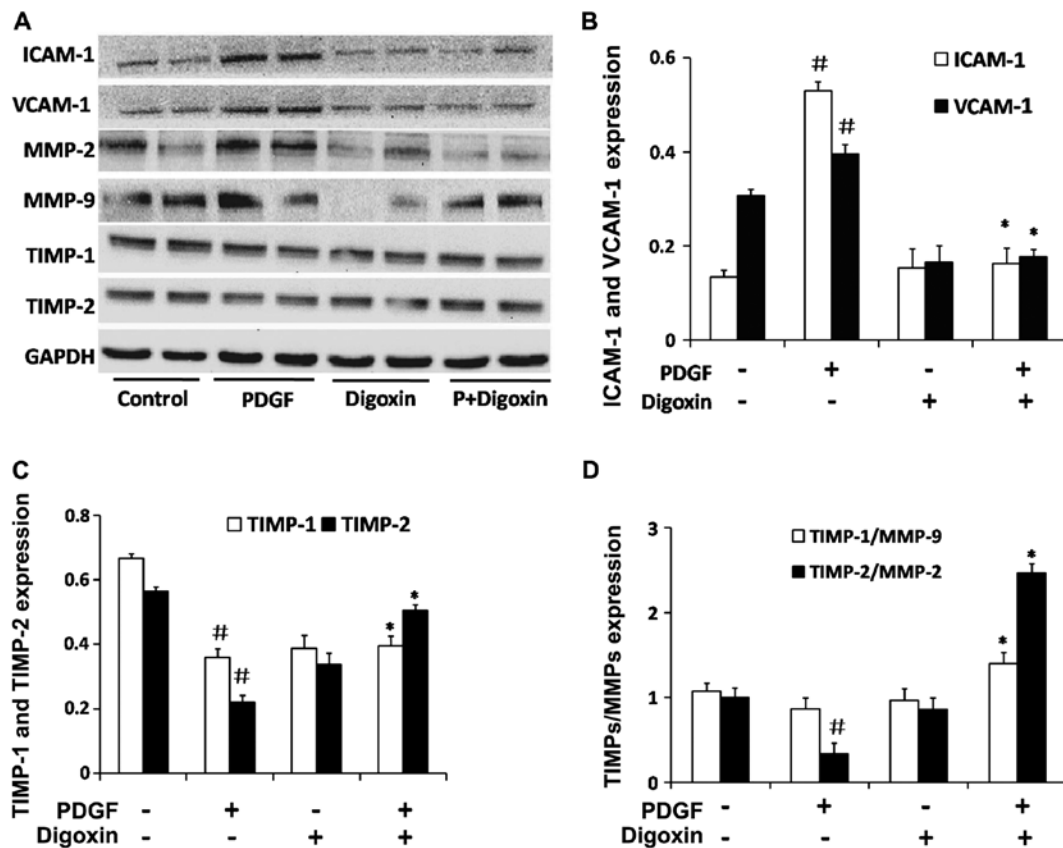 A
ICAM-1
VCAM-1
MMP-2
MMP-9
TIMP-1
TIMP-2
GAPDH
Control PDGF Digoxin P+Digoxin
B
ICAM-1 and VCAM-1 expression
0.6
0.4
0.2
0
ICAM-1
VCAM-1
#
#
* *
PDGF - + - +
Digoxin - - + +
C
TIMP-1 and TIMP-2 expression
0.8
0.6
0.4
0.2
0
TIMP-1 TIMP-2
#
#
*
*
PDGF - + - +
Digoxin - - + +
D
TIMPs/MMPs expression
3
2
1
0
TIMP-1/MMP-9
TIMP-2/MMP-2
#
*
*
PDGF - + - +
Digoxin - - + +